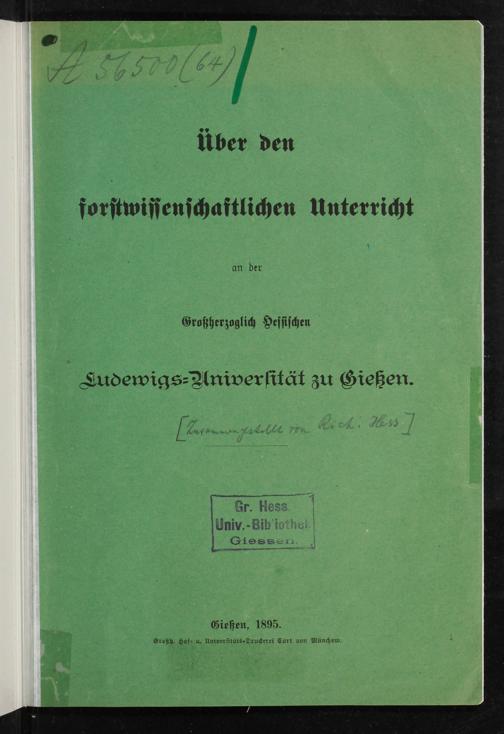 A 56500(64)
Über den
forstwissenschaftlichen Unterricht
an der
Großherzoglich Hessischen
Ludewigs-Universität zu Gießen.
[Zusammengestellt von Rich. Hess]
Gr. Hess.
Univ.-Bibliothek
Giessen.
Gießen, 1895.
Großh. Hof- u. Universitäts-Druckerei Curt von Münchow.